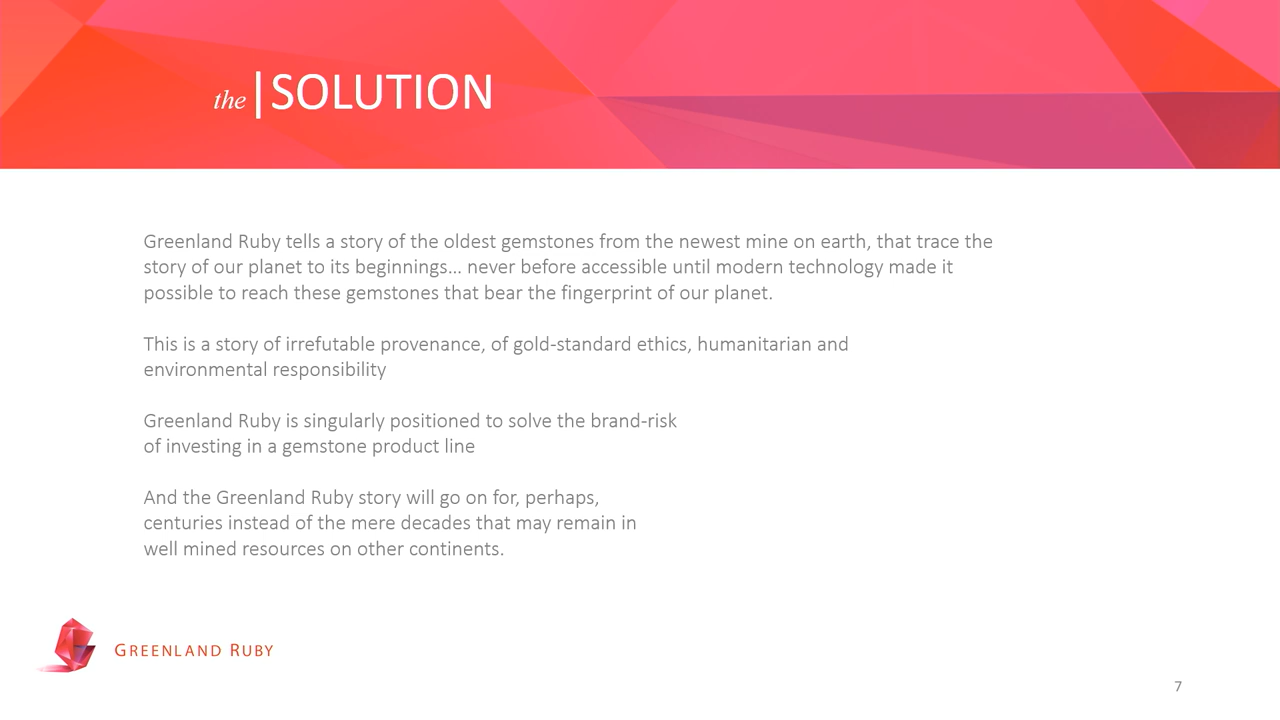 the|SOLUTION
Greenland Ruby tells a story of the oldest gemstones from the newest mine on earth, that trace the
story of our planet to its beginnings... never before accessible until modern technology made it
possible to reach these gemstones that bear the fingerprint of our planet.
This is a story of irrefutable provenance, of gold-standard ethics, humanitarian and
environmental responsibility
Greenland Ruby is singularly positioned to solve the brand-risk
of investing in a gemstone product line
And the Greenland Ruby story will go on for, perhaps,
centuries instead of the mere decades that may remain in
well mined resources on other continents.
GREENLAND RUBY
7